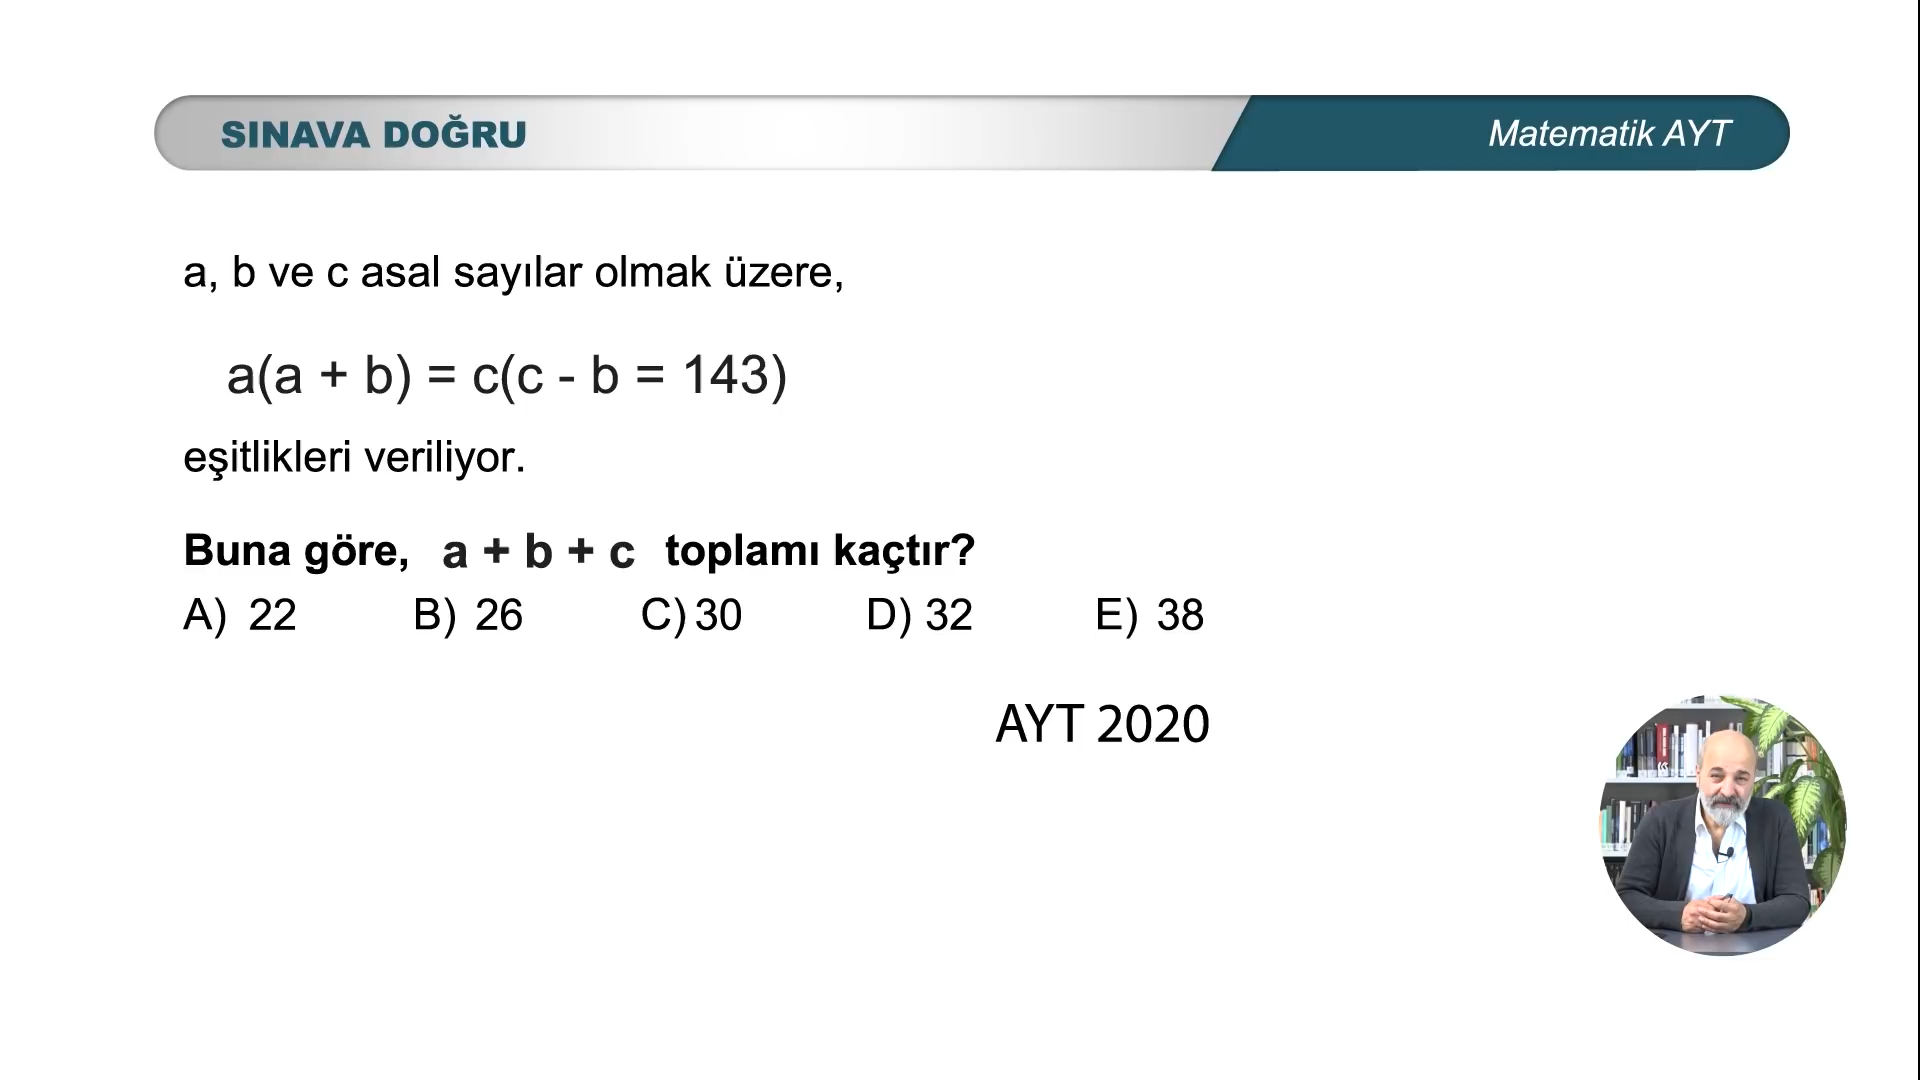 SINAVA DOĞRU
Matematik AYT
a, b ve c asal sayılar olmak üzere,
a(a + b) = c(c - b = 143)
eşitlikleri veriliyor.
Buna göre, a + b + c toplamı kaçtır?
A) 22 B) 26 C) 30 D) 32 E) 38
AYT 2020